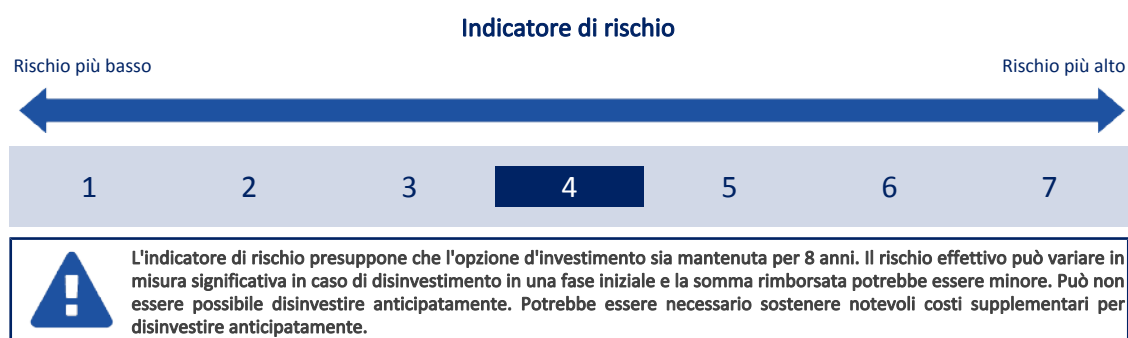 Indicatore di rischio
Rischio più basso Rischio più alto
1 2 3 4 5 6 7
L'indicatore di rischio presuppone che l'opzione d'investimento sia mantenuta per 8 anni. Il rischio effettivo può variare in
misura significativa in caso di disinvestimento in una fase iniziale e la somma rimborsata potrebbe essere minore. Può non
essere possibile disinvestire anticipatamente. Potrebbe essere necessario sostenere notevoli costi supplementari per
disinvestire anticipatamente.